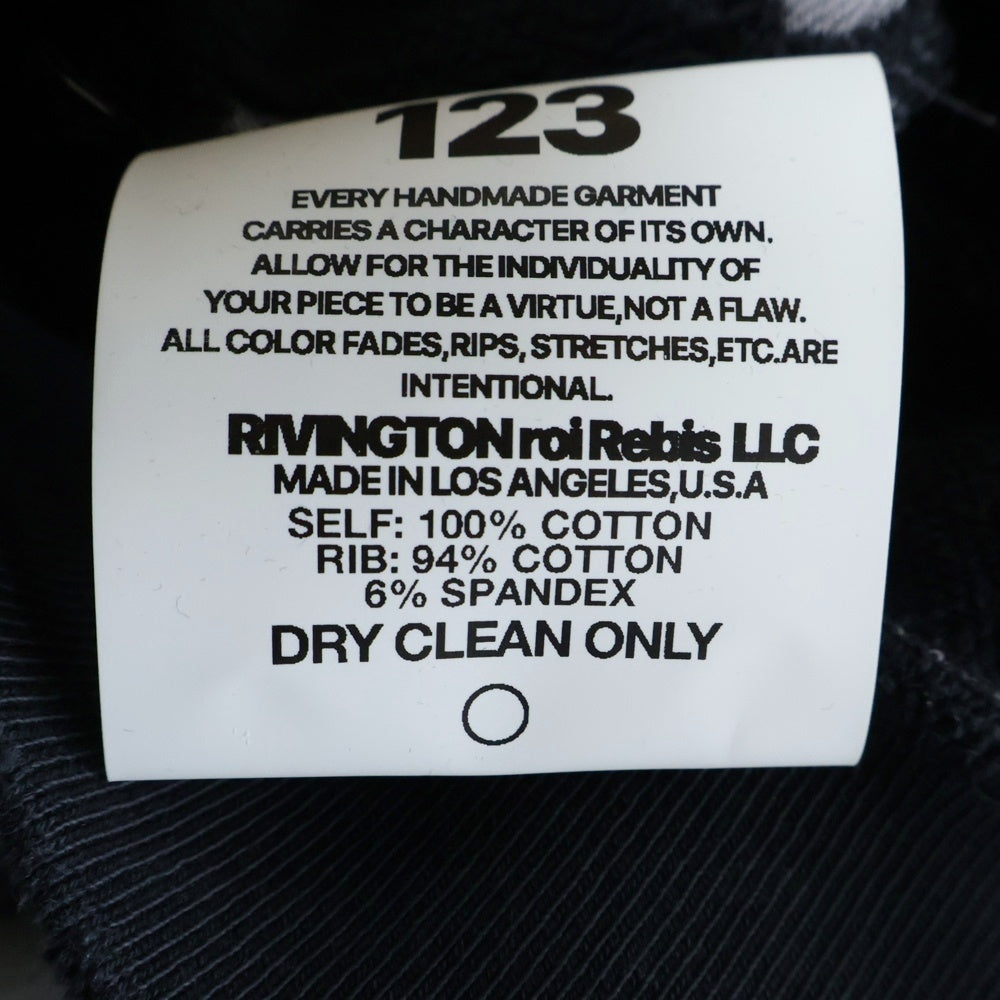 123
EVERY HANDMADE GARMENT
CARRIES A CHARACTER OF ITS OWN.
ALLOW FOR THE INDIVIDUALITY OF
YOUR PIECE TO BE A VIRTUE,NOT A FLAW.
ALL COLOR FADES,RIPS, STRETCHES,ETC.ARE
INTENTIONAL.
RIVINGTON roi Rebis LLC
MADE IN LOS ANGELES,U.S.A
SELF: 100% COTTON
RIB: 94% COTTON
6% SPANDEX
DRY CLEAN ONLY